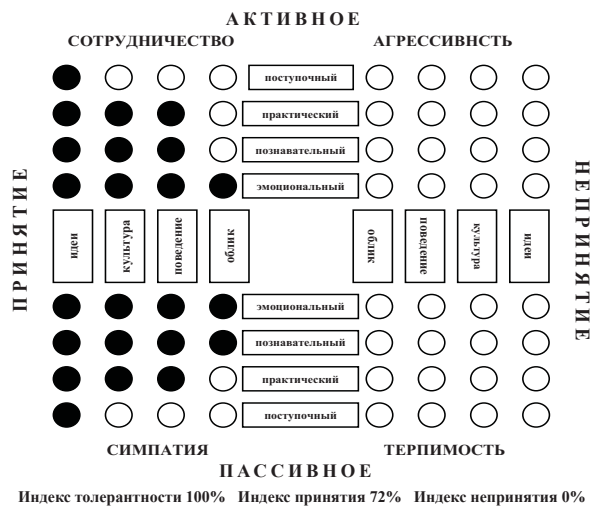 АКТИВНОЕ
СОТРУДНИЧЕСТВО АГРЕССИВНСТЬ
поступочный
практический
познавательный
эмоциональный
ПРИНЯТИЕ
идеи
культура
поведение
облик
облик
поведение
культура
идеи
НЕПРИНЯТИЕ
эмоциональный
познавательный
практический
поступочный
СИМПАТИЯ ТЕРПИМОСТЬ
ПАССИВНОЕ
Индекс толерантности 100% Индекс принятия 72% Индекс непринятия 0%